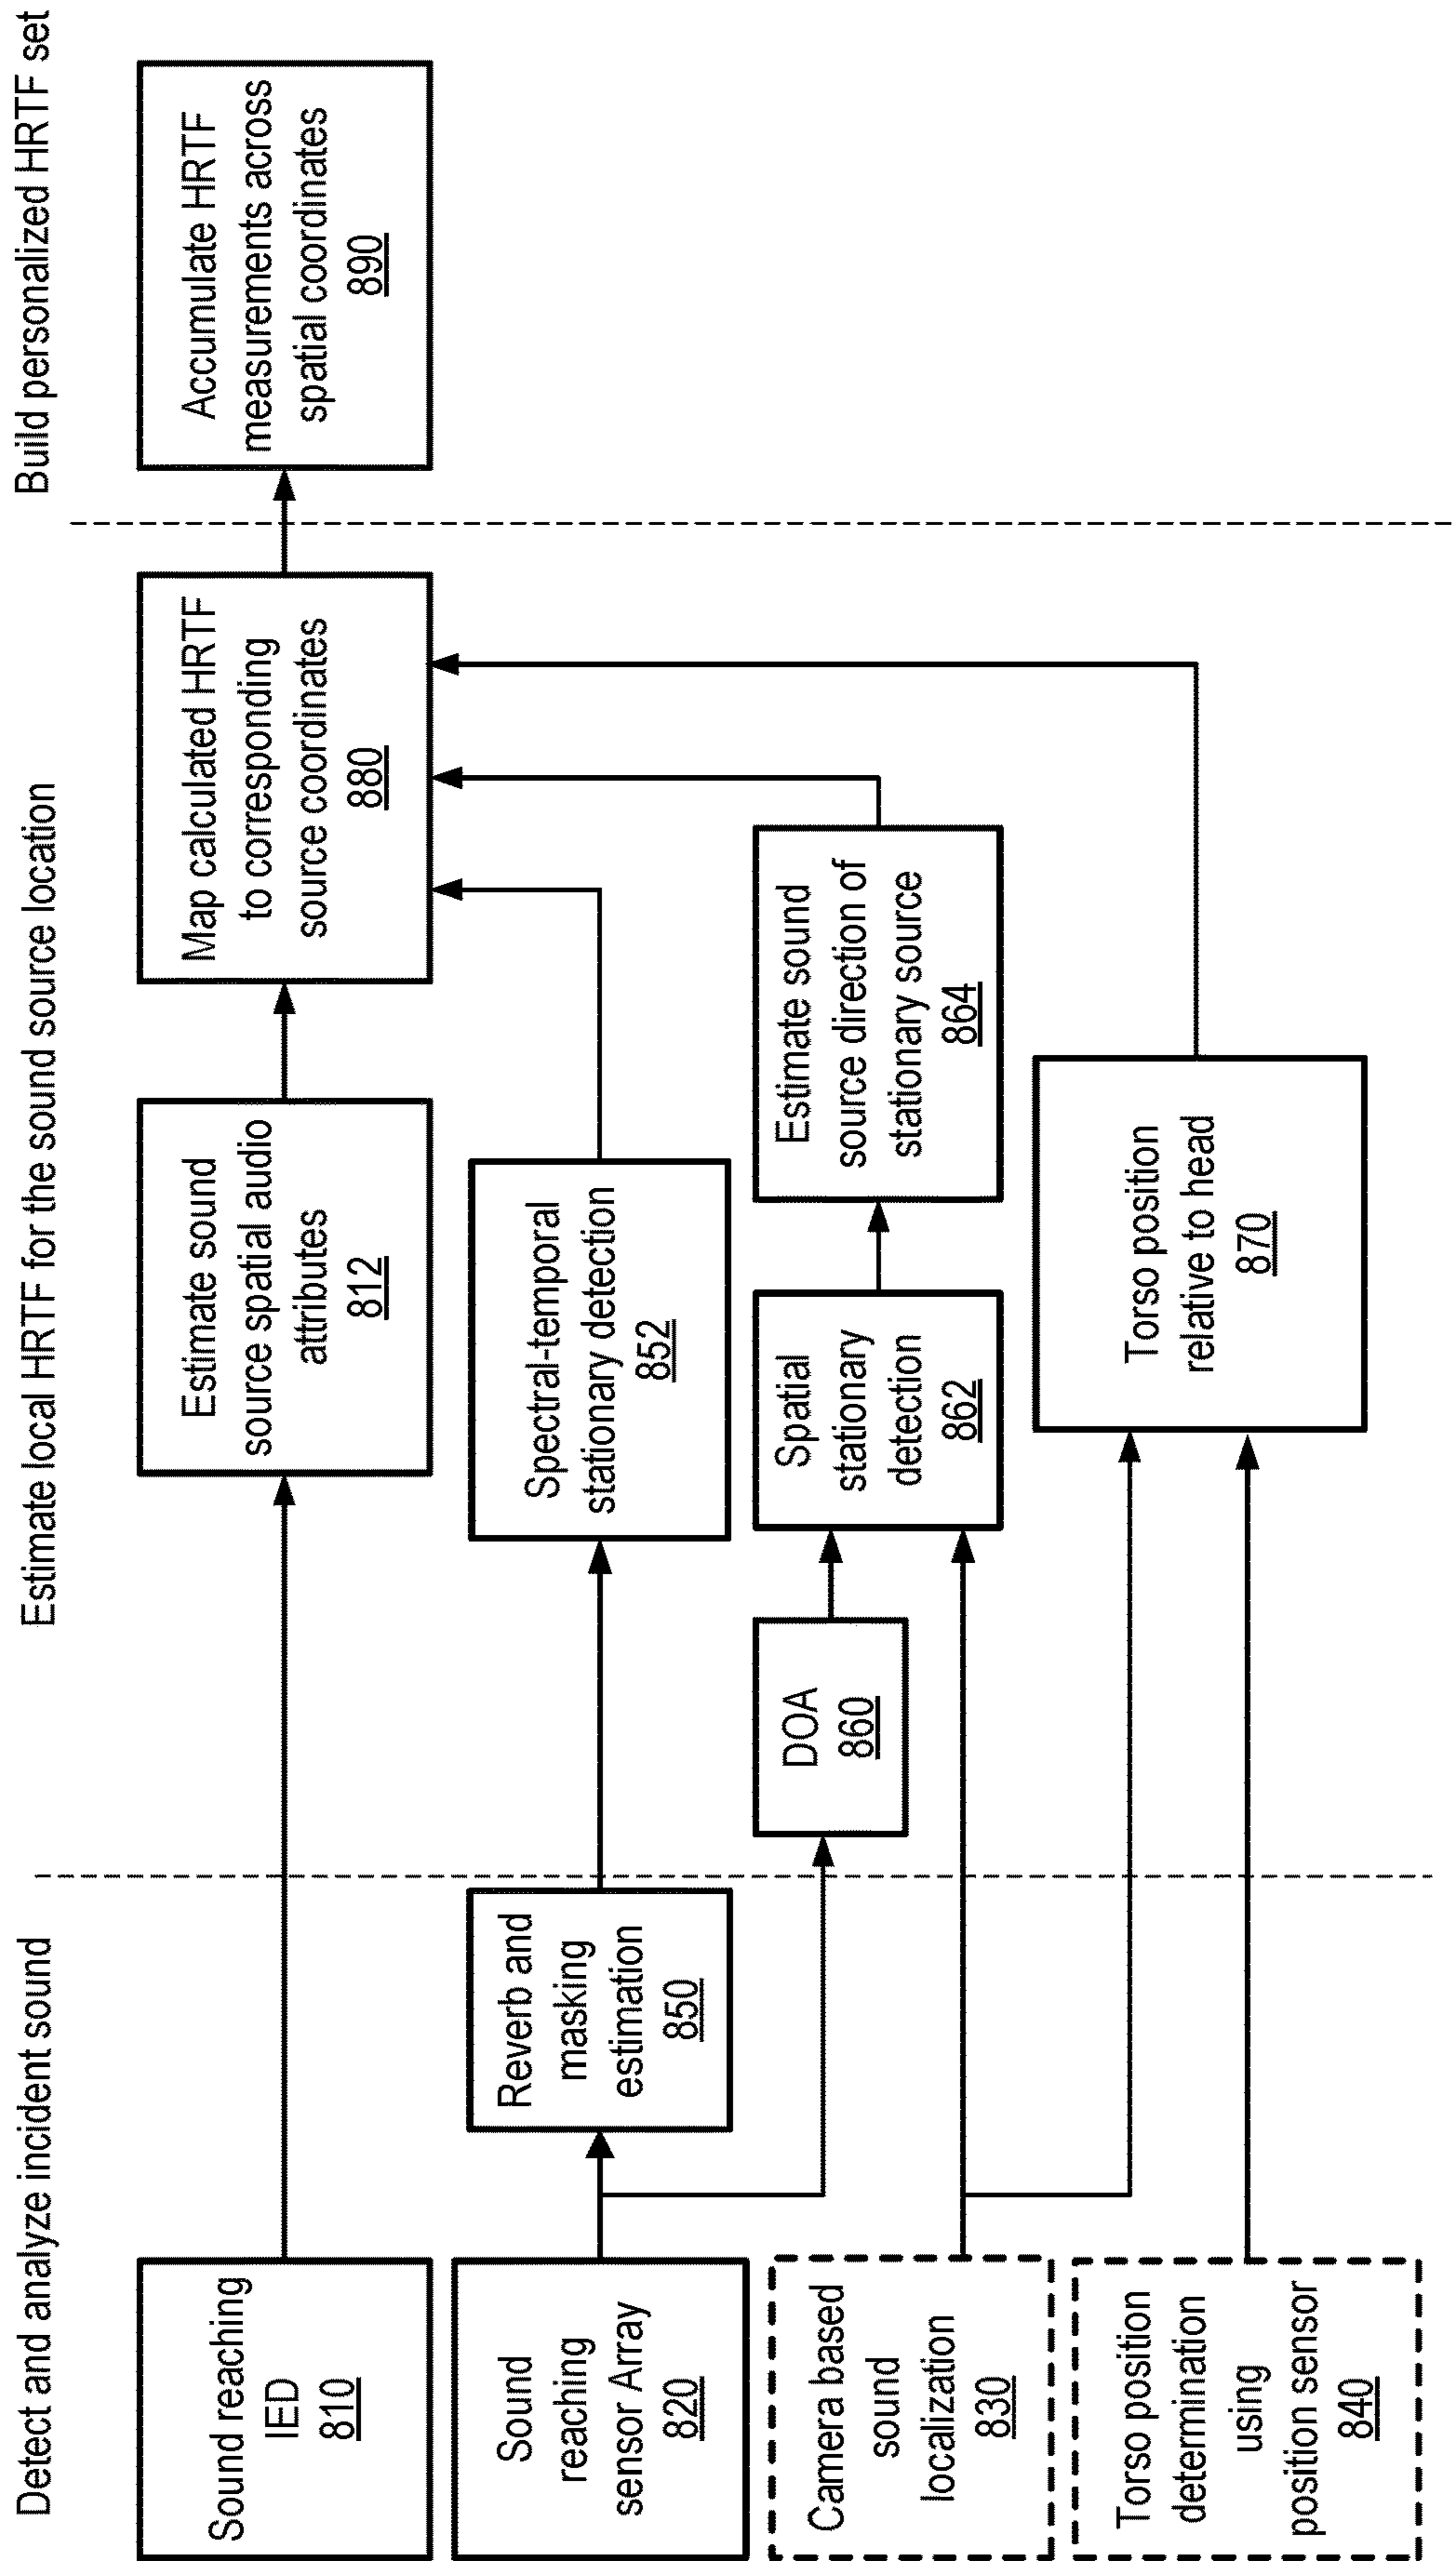 Detect and analyze incident sound
Estimate local HRTF for the sound source location
Build personalized HRTF set
Sound reaching
IED
810
Estimate sound
source spatial audio
attributes
812
Map calculated HRTF
to corresponding
source coordinates
880
Accumulate HRTF
measurements across
spatial coordinates
890
Sound
reaching
sensor Array
820
Reverb and
masking
estimation
850
Spectral-temporal
stationary detection
852
Camera based
sound
localization
830
DOA
860
Spatial
stationary
detection
862
Estimate sound
source direction of
stationary source
864
Torso position
determination
using
position sensor
840
Torso position
relative to head
870